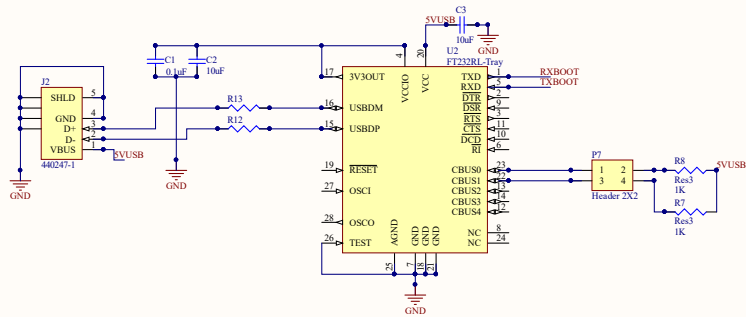 C3
5VUSB
10uF
GND
U2
FT232RL-Tray
C1
0.1uF
C2
10uF
GND
J2
SHLD 5
GND 4
D+ 3
D- 2
VBUS 1
440247-1
5VUSB
GND
R13
R12
4
20
VCCIO
VCC
17 3V3OUT
16 USBDM
15 USBDP
19 RESET
27 OSCI
28 OSCO
26 TEST
TXD 1
RXD 5
DTR 2
DSR 9
RTS 3
CTS 11
DCD 10
RI 6
CBUS0 23
CBUS1 22
CBUS2 13
CBUS3 14
CBUS4 12
NC 8
NC 24
AGND
GND
GND
GND
25
7
18
21
GND
RXBOOT
TXBOOT
P7
1 2
3 4
Header 2X2
R8
Res3
1K
5VUSB
R7
Res3
1K